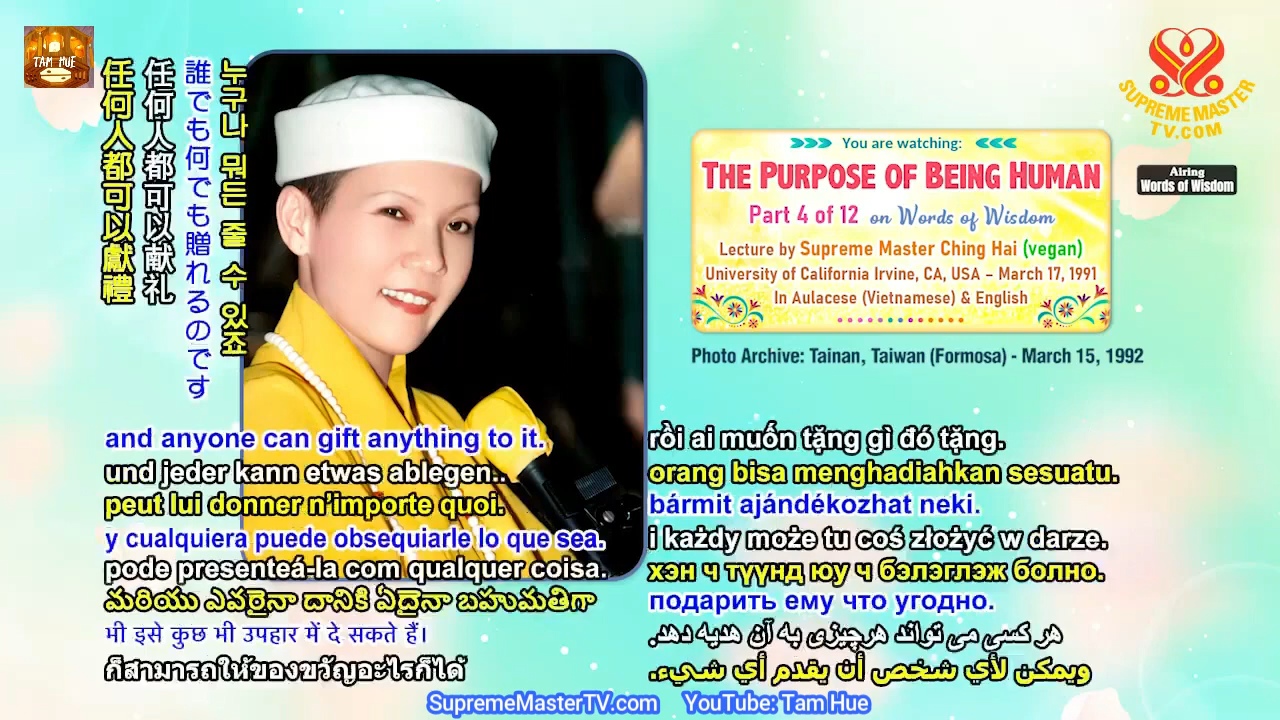 TAM HUE
任何人都可以獻禮
任何人都可以献礼
誰でも何でも贈れるのです
누구나 뭐든 줄 수 있죠
SUPREME MASTER
TV.COM
You are watching:
THE PURPOSE OF BEING HUMAN
Part 4 of 12 on Words of Wisdom
Lecture by Supreme Master Ching Hai (vegan)
University of California Irvine, CA, USA – March 17, 1991
In Aulacese (Vietnamese) & English
Airing
Words of Wisdom
Photo Archive: Tainan, Taiwan (Formosa) - March 15, 1992
and anyone can gift anything to it.
und jeder kann etwas ablegen..
peut lui donner n’importe quoi.
y cualquiera puede obsequiarle lo que sea.
pode presenteá-la com qualquer coisa.
మరియు ఎవరైనా దానికి ఏదైనా బహుమతిగా
भी इसे कुछ भी उपहार में दे सकते हैं।
ก็สามารถให้ของขวัญอะไรก็ได้
rồi ai muốn tặng gì đó tặng.
orang bisa menghadiahkan sesuatu.
bármit ajándékozhat neki.
i każdy może tu coś złożyć w darze.
хэн ч түүнд юу ч бэлэглэж болно.
подарить ему что угодно.
هر کسی می تواند هرچیزی به آن هدیه دهد.
ويمكن لأي شخص أن يقدم أي شيء.
SupremeMasterTV.com YouTube: Tam Hue